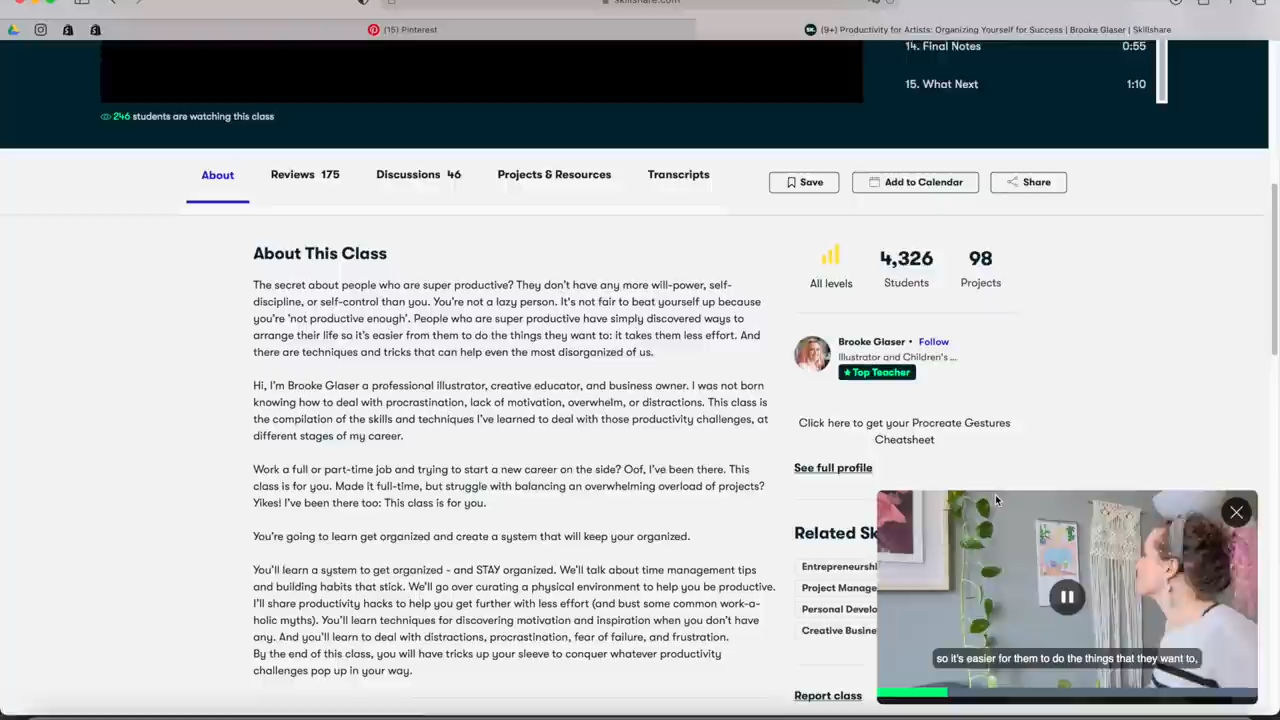 skillshare.com
(15) Pinterest
(9+) Productivity for Artists: Organizing Yourself for Success | Brooke Glaser | Skillshare
14. Final Notes 0:55
15. What Next 1:10
246 students are watching this class
About Reviews 175 Discussions 46 Projects & Resources Transcripts Save Add to Calendar Share
About This Class
The secret about people who are super productive? They don't have any more will-power, self-
discipline, or self-control than you. You're not a lazy person. It's not fair to beat yourself up because
you're 'not productive enough'. People who are super productive have simply discovered ways to
arrange their life so it's easier from them to do the things they want to: it takes them less effort. And
there are techniques and tricks that can help even the most disorganized of us.
Hi, I'm Brooke Glaser a professional illustrator, creative educator, and business owner. I was not born
knowing how to deal with procrastination, lack of motivation, overwhelm, or distractions. This class is
the compilation of the skills and techniques I've learned to deal with those productivity challenges, at
different stages of my career.
Work a full or part-time job and trying to start a new career on the side? Oof, I've been there. This
class is for you. Made it full-time, but struggle with balancing an overwhelming overload of projects?
Yikes! I've been there too: This class is for you.
You're going to learn get organized and create a system that will keep your organized.
You'll learn a system to get organized - and STAY organized. We'll talk about time management tips
and building habits that stick. We'll go over curating a physical environment to help you be productive.
I'll share productivity hacks to help you get further with less effort (and bust some common work-a-
holic myths). You'll learn techniques for discovering motivation and inspiration when you don't have
any. And you'll learn to deal with distractions, procrastination, fear of failure, and frustration.
By the end of this class, you will have tricks up your sleeve to conquer whatever productivity
challenges pop up in your way.
4,326 98
All levels Students Projects
Brooke Glaser • Follow
Illustrator and Children's ...
Top Teacher
Click here to get your Procreate Gestures
Cheatsheet
See full profile
Related Sk
Entrepreneurshi
Project Manage
Personal Develo
Creative Busine
so it's easier for them to do the things that they want to,
Report class